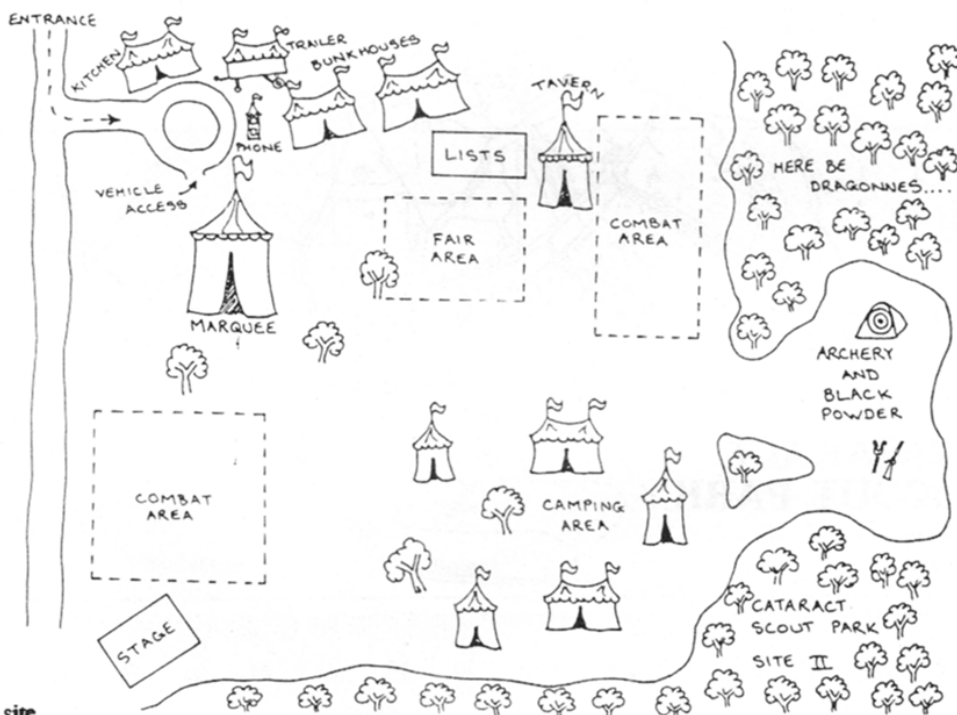 ENTRANCE
KITCHEN
TRAILER
BUNKHOUSES
PHONE
TAVERN
LISTS
VEHICLE
ACCESS
HERE BE
DRAGONNES....
FAIR
AREA
COMBAT
AREA
MARQUEE
ARCHERY
AND
BLACK
POWDER
COMBAT
AREA
CAMPING
AREA
CATARACT
SCOUT PARK
SITE II
STAGE
site